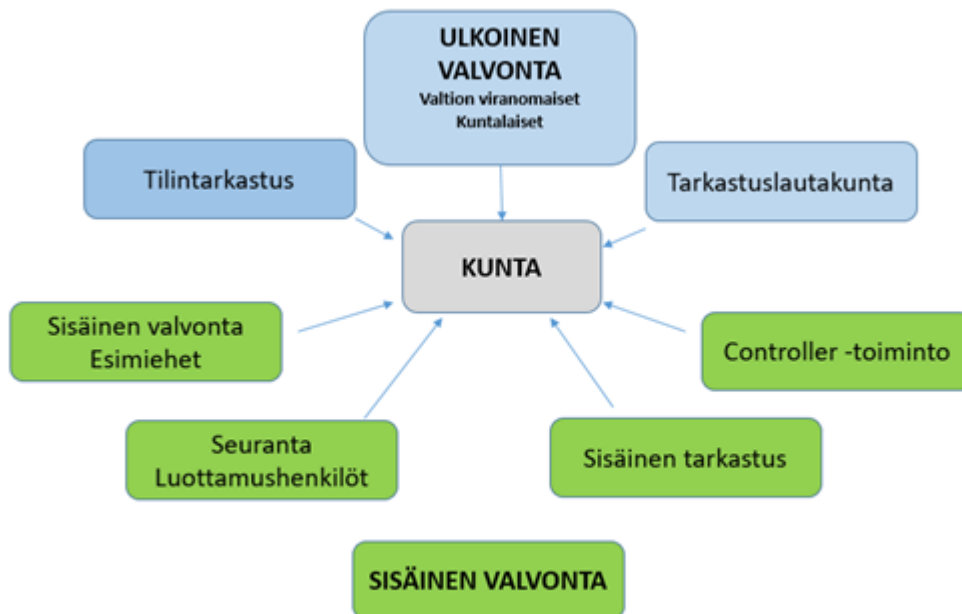 ULKOINEN
VALVONTA
Valtion viranomaiset
Kuntalaiset
Tilintarkastus
Tarkastuslautakunta
KUNTA
Sisäinen valvonta
Esimiehet
Controller -toiminto
Seuranta
Luottamushenkilöt
Sisäinen tarkastus
SISÄINEN VALVONTA